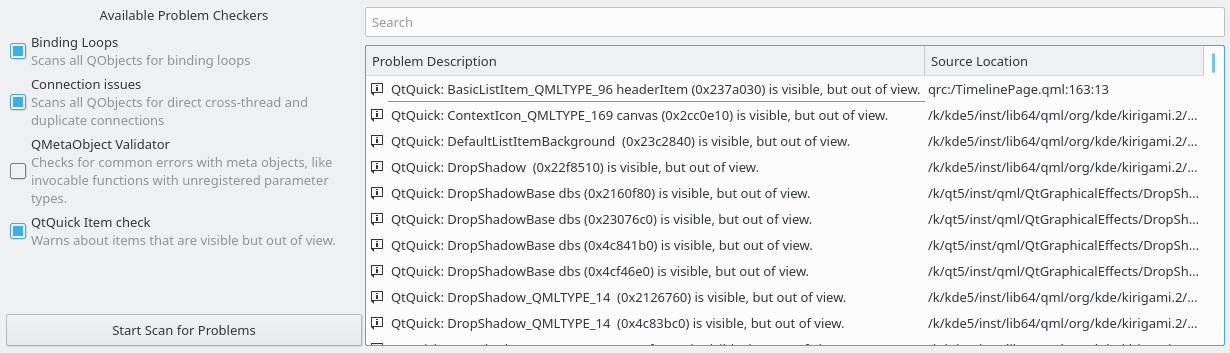 Available Problem Checkers
Binding Loops
Scans all QObjects for binding loops
Connection issues
Scans all QObjects for direct cross-thread and
duplicate connections
QMetaObject Validator
Checks for common errors with meta objects, like
invocable functions with unregistered parameter
types.
QtQuick Item check
Warns about items that are visible but out of view.
Start Scan for Problems
Search
Problem Description Source Location
QtQuick: BasicListItem_QMLTYPE_96 headerItem (0x237a030) is visible, but out of view. qrc:/TimelinePage.qml:163:13
QtQuick: ContextIcon_QMLTYPE_169 canvas (0x2cc0e10) is visible, but out of view. /k/kde5/inst/lib64/qml/org/kde/kirigami.2/...
QtQuick: DefaultListItemBackground (0x23c2840) is visible, but out of view. /k/kde5/inst/lib64/qml/org/kde/kirigami.2/...
QtQuick: DropShadow (0x22f8510) is visible, but out of view. /k/kde5/inst/lib64/qml/org/kde/kirigami.2/...
QtQuick: DropShadowBase dbs (0x2160f80) is visible, but out of view. /k/qt5/inst/qml/QtGraphicalEffects/DropSh...
QtQuick: DropShadowBase dbs (0x23076c0) is visible, but out of view. /k/qt5/inst/qml/QtGraphicalEffects/DropSh...
QtQuick: DropShadowBase dbs (0x4c841b0) is visible, but out of view. /k/qt5/inst/qml/QtGraphicalEffects/DropSh...
QtQuick: DropShadowBase dbs (0x4cf46e0) is visible, but out of view. /k/qt5/inst/qml/QtGraphicalEffects/DropSh...
QtQuick: DropShadow_QMLTYPE_14 (0x2126760) is visible, but out of view. /k/kde5/inst/lib64/qml/org/kde/kirigami.2/...
QtQuick: DropShadow_QMLTYPE_14 (0x4c83bc0) is visible, but out of view. /k/kde5/inst/lib64/qml/org/kde/kirigami.2/...